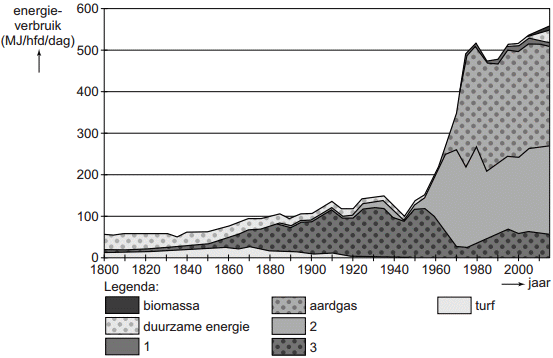 energie-
verbruik
(MJ/hfd/dag)
600
500
400
300
200
100
0
1800 1820 1840 1860 1880 1900 1920 1940 1960 1980 2000
jaar
Legenda:
biomassa aardgas turf
duurzame energie 2
1 3